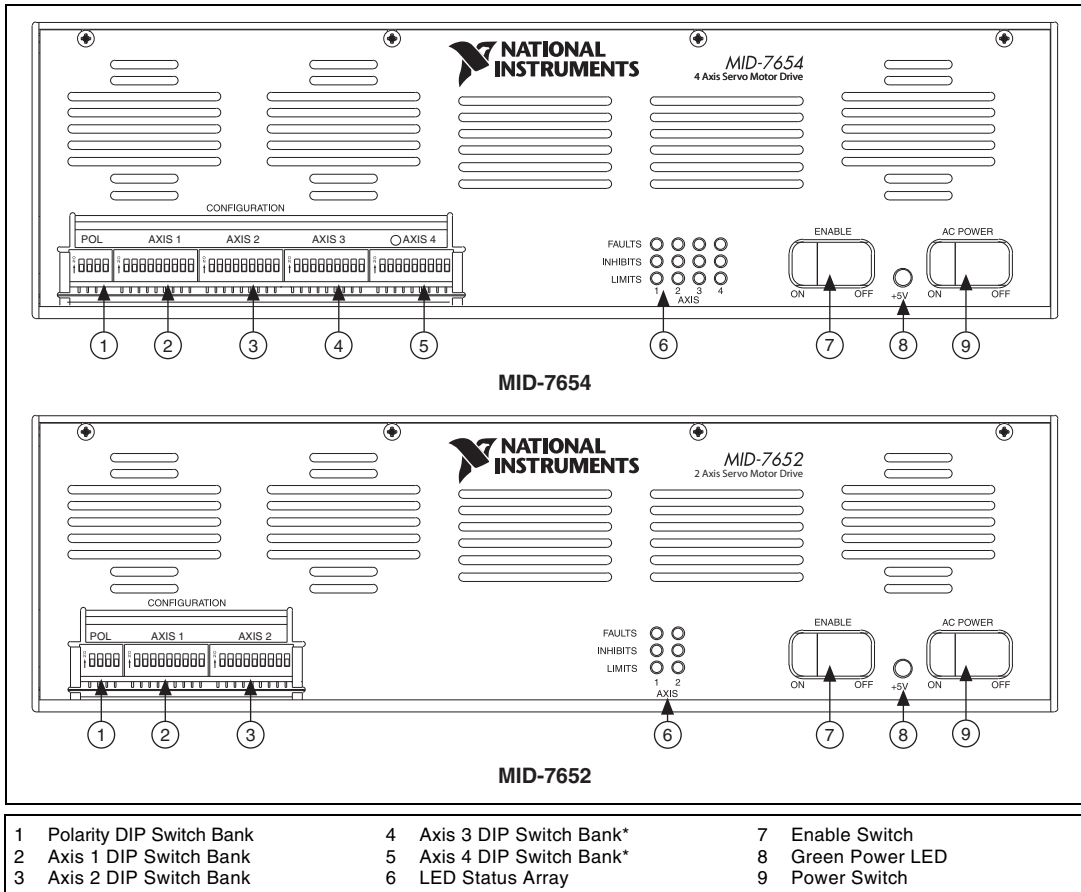 NATIONAL
INSTRUMENTS
MID-7654
4 Axis Servo Motor Drive
CONFIGURATION
POL AXIS 1 AXIS 2 AXIS 3 AXIS 4
FAULTS
INHIBITS
LIMITS
1 2 3 4
AXIS
ENABLE
ON OFF
+5V
AC POWER
ON OFF
1 2 3 4 5 6 7 8 9
MID-7654
NATIONAL
INSTRUMENTS
MID-7652
2 Axis Servo Motor Drive
CONFIGURATION
POL AXIS 1 AXIS 2
FAULTS
INHIBITS
LIMITS
1 2
AXIS
ENABLE
ON OFF
+5V
AC POWER
ON OFF
1 2 3 6 7 8 9
MID-7652
1 Polarity DIP Switch Bank
2 Axis 1 DIP Switch Bank
3 Axis 2 DIP Switch Bank
4 Axis 3 DIP Switch Bank*
5 Axis 4 DIP Switch Bank*
6 LED Status Array
7 Enable Switch
8 Green Power LED
9 Power Switch